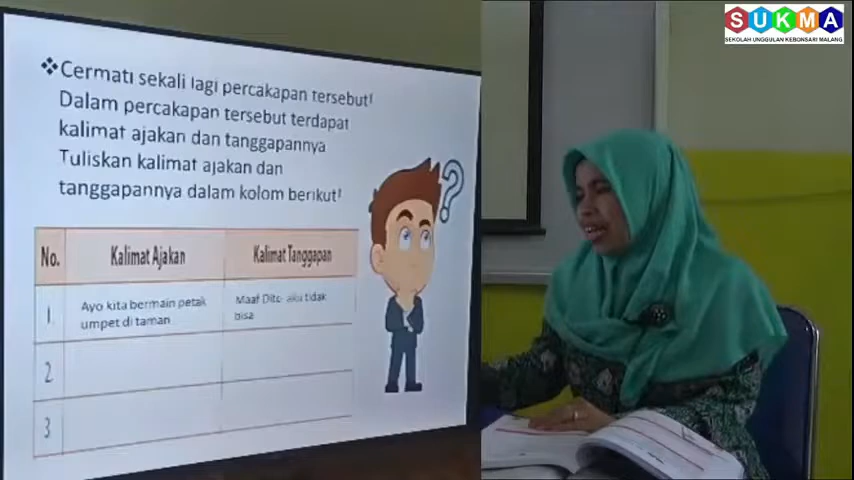 SUKMA
SEKOLAH UNGGULAN KEBONSARI MALANG
❖Cermati sekali lagi percakapan tersebut!
Dalam percakapan tersebut terdapat
kalimat ajakan dan tanggapannya
Tuliskan kalimat ajakan dan
tanggapannya dalam kolom berikut!
No. Kalimat Ajakan Kalimat Tanggapan
1 Ayo kita bermain petak Maaf Dito aku tidak
umpet di taman bisa
2
3
?